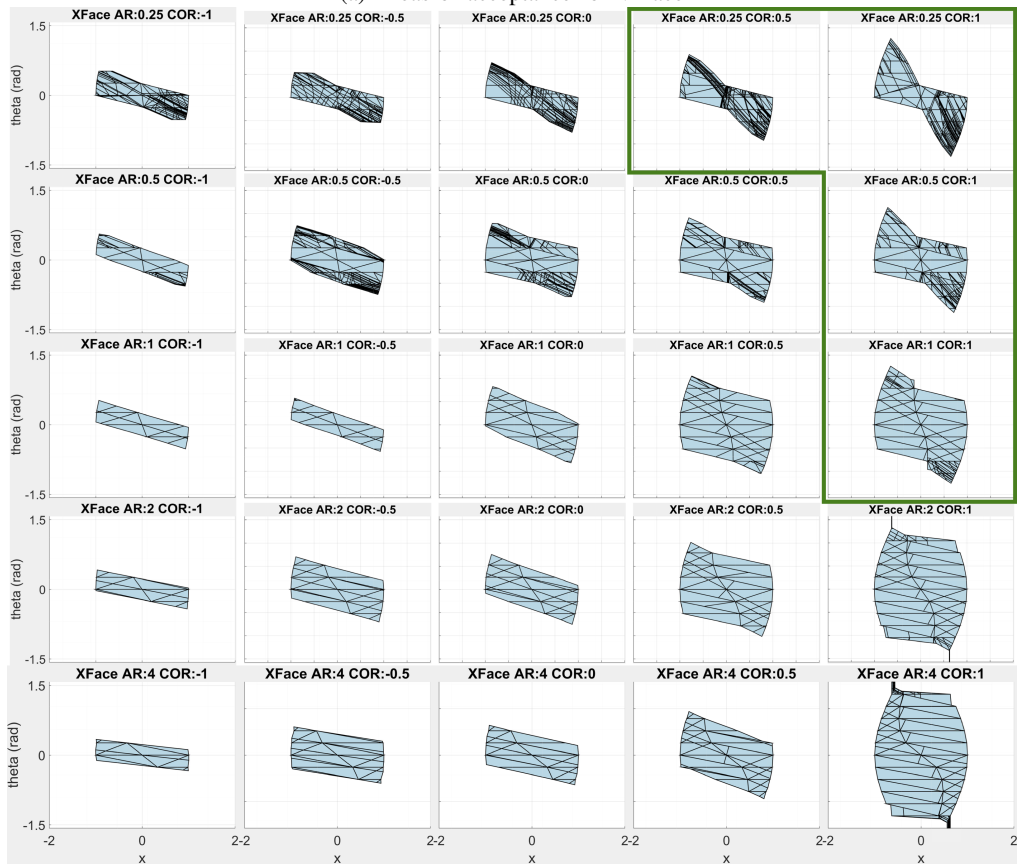 XFace AR:0.25 COR:-1 XFace AR:0.25 COR:-0.5 XFace AR:0.25 COR:0 XFace AR:0.25 COR:0.5 XFace AR:0.25 COR:1
1.5
theta (rad)
0
-1.5
XFace AR:0.5 COR:-1 XFace AR:0.5 COR:-0.5 XFace AR:0.5 COR:0 XFace AR:0.5 COR:0.5 XFace AR:0.5 COR:1
1.5
theta (rad)
0
-1.5
XFace AR:1 COR:-1 XFace AR:1 COR:-0.5 XFace AR:1 COR:0 XFace AR:1 COR:0.5 XFace AR:1 COR:1
1.5
theta (rad)
0
-1.5
XFace AR:2 COR:-1 XFace AR:2 COR:-0.5 XFace AR:2 COR:0 XFace AR:2 COR:0.5 XFace AR:2 COR:1
1.5
theta (rad)
0
-1.5
XFace AR:4 COR:-1 XFace AR:4 COR:-0.5 XFace AR:4 COR:0 XFace AR:4 COR:0.5 XFace AR:4 COR:1
1.5
theta (rad)
0
-1.5
-2 0 2-2 0 2-2 0 2-2 0 2-2 0 2
x x x x x